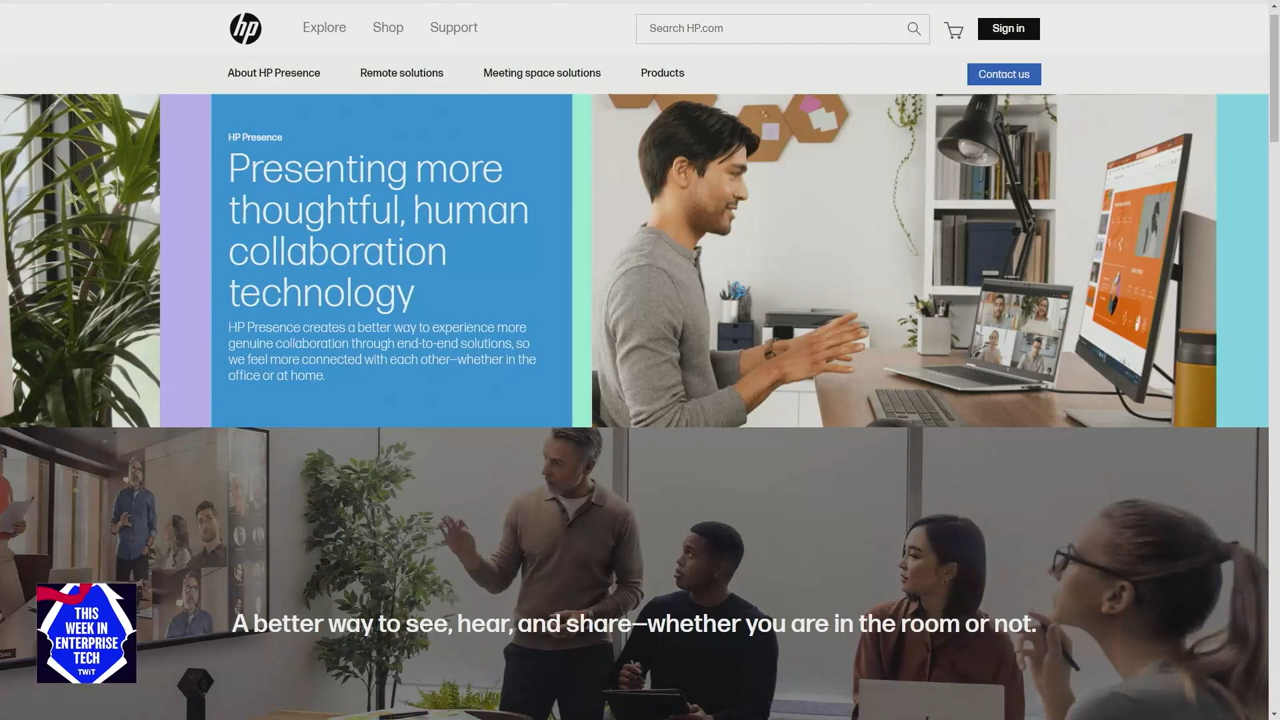 hp
Explore
Shop
Support
Search HP.com
Sign in
About HP Presence
Remote solutions
Meeting space solutions
Products
Contact us
HP Presence
Presenting more
thoughtful, human
collaboration
technology
HP Presence creates a better way to experience more
genuine collaboration through end-to-end solutions, so
we feel more connected with each other—whether in the
office or at home.
A better way to see, hear, and share—whether you are in the room or not.
THIS
WEEK IN
ENTERPRISE
TECH
TWiT